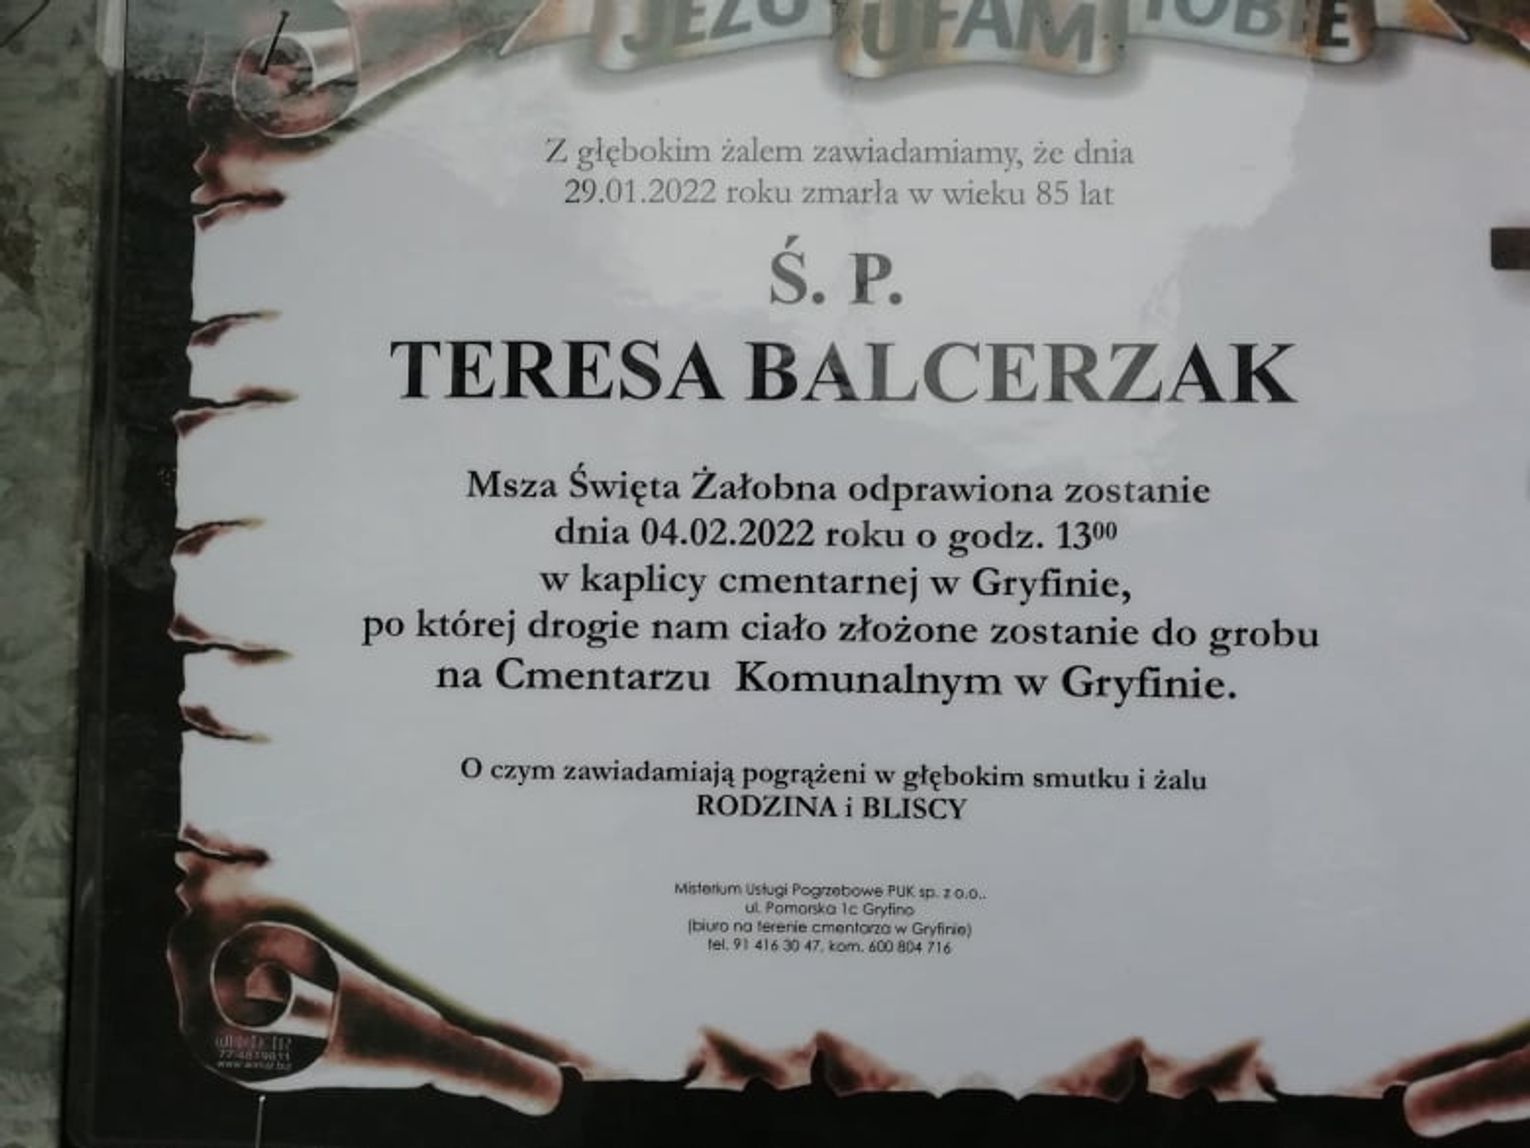 JEZU UFAM TOBIE
Z głębokim żalem zawiadamiamy, że dnia
29.01.2022 roku zmarła w wieku 85 lat
Ś. P.
TERESA BALCERZAK
Msza Święta Żałobna odprawiona zostanie
dnia 04.02.2022 roku o godz. 13⁰⁰
w kaplicy cmentarnej w Gryfinie,
po której drogie nam ciało złożone zostanie do grobu
na Cmentarzu Komunalnym w Gryfinie.
O czym zawiadamiają pogrążeni w głębokim smutku i żalu
RODZINA i BLISCY
Misterium Usługi Pogrzebowe PUK sp. z o.o..
ul. Pomorska 1c Gryfino
(biuro na terenie cmentarza w Gryfinie)
tel. 91 416 30 47, kom. 600 804 716